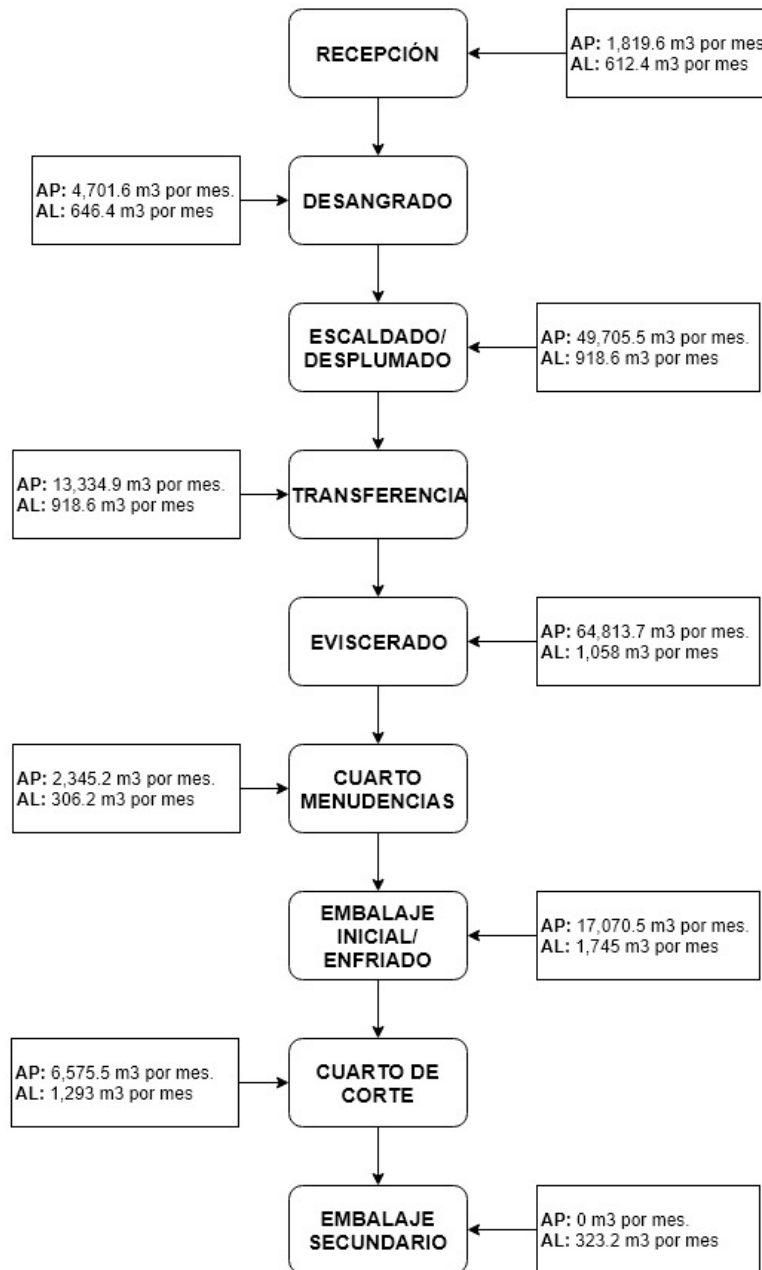 RECEPCIÓN
AP: 1,819.6 m3 por mes
AL: 612.4 m3 por mes
AP: 4,701.6 m3 por mes.
AL: 646.4 m3 por mes
DESANGRADO
ESCALDADO/
DESPLUMADO
AP: 49,705.5 m3 por mes.
AL: 918.6 m3 por mes
AP: 13,334.9 m3 por mes.
AL: 918.6 m3 por mes
TRANSFERENCIA
EVISCERADO
AP: 64,813.7 m3 por mes.
AL: 1,058 m3 por mes
AP: 2,345.2 m3 por mes.
AL: 306.2 m3 por mes
CUARTO
MENUDENCIAS
EMBALAJE
INICIAL/
ENFRIADO
AP: 17,070.5 m3 por mes.
AL: 1,745 m3 por mes
AP: 6,575.5 m3 por mes.
AL: 1,293 m3 por mes
CUARTO DE
CORTE
EMBALAJE
SECUNDARIO
AP: 0 m3 por mes.
AL: 323.2 m3 por mes